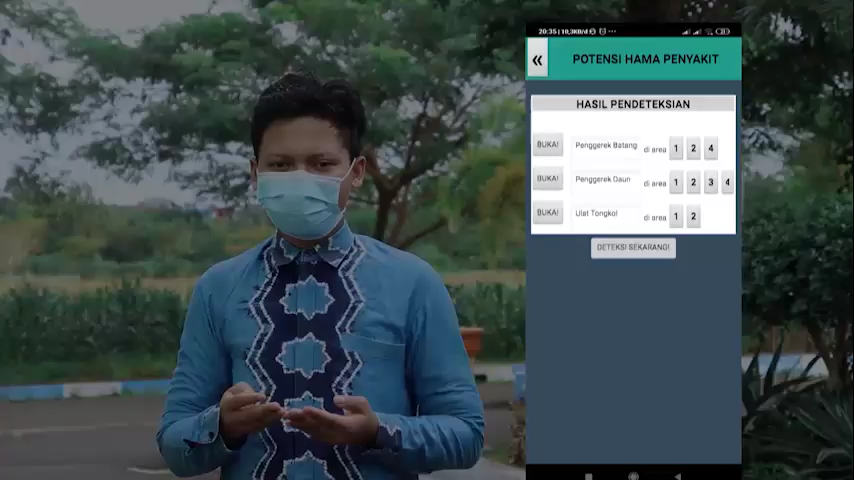 20:35 | 10,3KB/d
«
POTENSI HAMA PENYAKIT
HASIL PENDETEKSIAN
BUKA! Penggerek Batang di area 1 2 4
BUKA! Penggerek Daun di area 1 2 3 4
BUKA! Ulat Tongkol di area 1 2
DETEKSI SEKARANG!